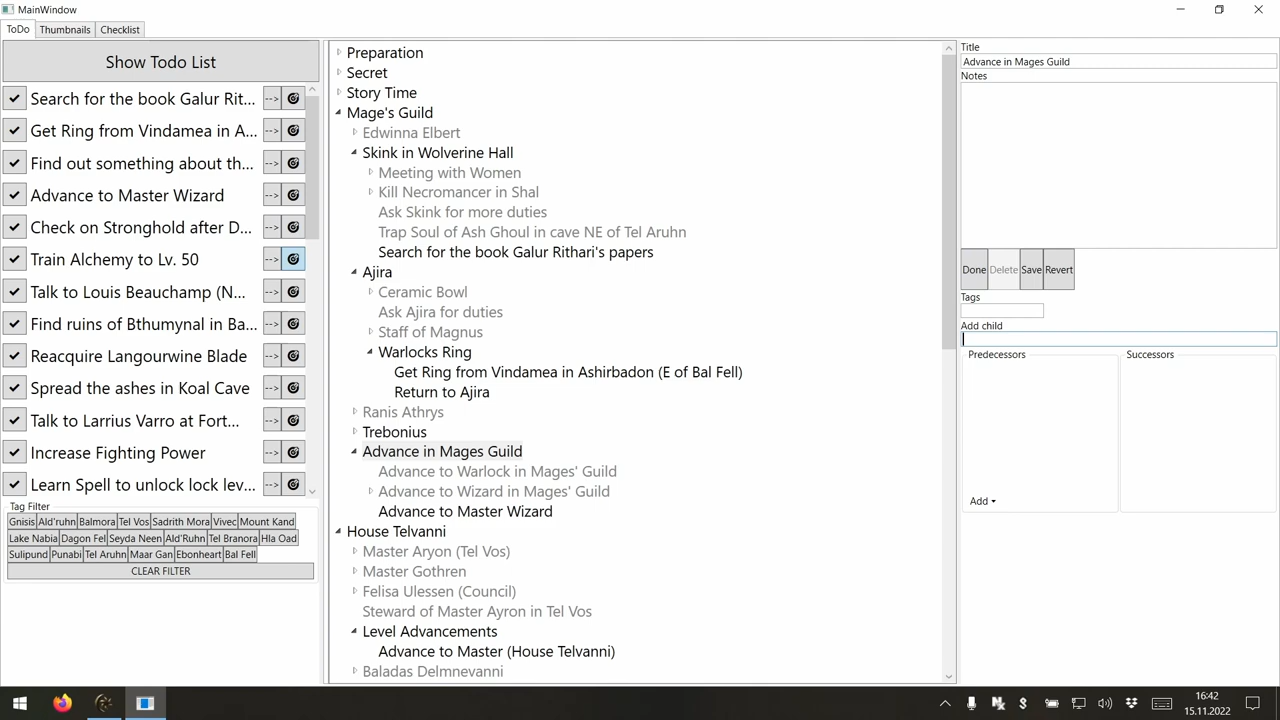 MainWindow
ToDo
Thumbnails
Checklist
Show Todo List
Search for the book Galur Rit...
-->
Get Ring from Vindamea in A...
-->
Find out something about th...
-->
Advance to Master Wizard
-->
Check on Stronghold after D...
-->
Train Alchemy to Lv. 50
-->
Talk to Louis Beauchamp (N...
-->
Find ruins of Bthumynal in Ba...
-->
Reacquire Langourwine Blade
-->
Spread the ashes in Koal Cave
-->
Talk to Larrius Varro at Fort...
-->
Increase Fighting Power
-->
Learn Spell to unlock lock lev...
-->
Tag Filter
Gnisis Ald'ruhn Balmora Tel Vos Sadrith Mora Vivec Mount Kand
Lake Nabia Dagon Fel Seyda Neen Ald'Ruhn Tel Branora Hla Oad
Sulipund Punabi Tel Aruhn Maar Gan Ebonheart Bal Fell
CLEAR FILTER
Preparation
Secret
Story Time
Mage's Guild
Edwinna Elbert
Skink in Wolverine Hall
Meeting with Women
Kill Necromancer in Shal
Ask Skink for more duties
Trap Soul of Ash Ghoul in cave NE of Tel Aruhn
Search for the book Galur Rithari's papers
Ajira
Ceramic Bowl
Ask Ajira for duties
Staff of Magnus
Warlocks Ring
Get Ring from Vindamea in Ashirbadon (E of Bal Fell)
Return to Ajira
Ranis Athrys
Trebonius
Advance in Mages Guild
Advance to Warlock in Mages' Guild
Advance to Wizard in Mages' Guild
Advance to Master Wizard
House Telvanni
Master Aryon (Tel Vos)
Master Gothren
Felisa Ulessen (Council)
Steward of Master Ayron in Tel Vos
Level Advancements
Advance to Master (House Telvanni)
Baladas Delmnevanni
Title
Advance in Mages Guild
Notes
Done Delete Save Revert
Tags
Add child
Predecessors
Successors
Add
16:42
15.11.2022